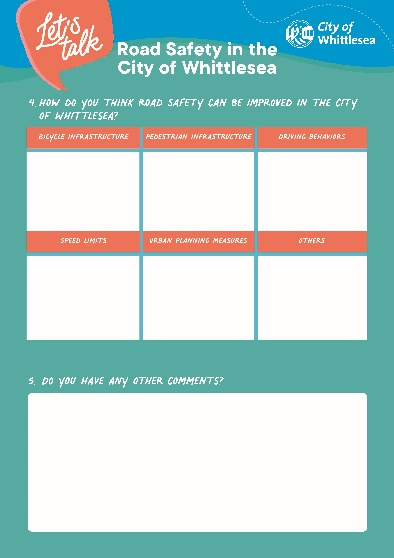 Let's
talk
Road Safety in the
City of Whittlesea
City of
Whittlesea
4. HOW DO YOU THINK ROAD SAFETY CAN BE IMPROVED IN THE CITY
OF WHITTLESEA?
BICYCLE INFRASTRUCTURE
PEDESTRIAN INFRASTRUCTURE
DRIVING BEHAVIORS
SPEED LIMITS
URBAN PLANNING MEASURES
OTHERS
5. DO YOU HAVE ANY OTHER COMMENTS?